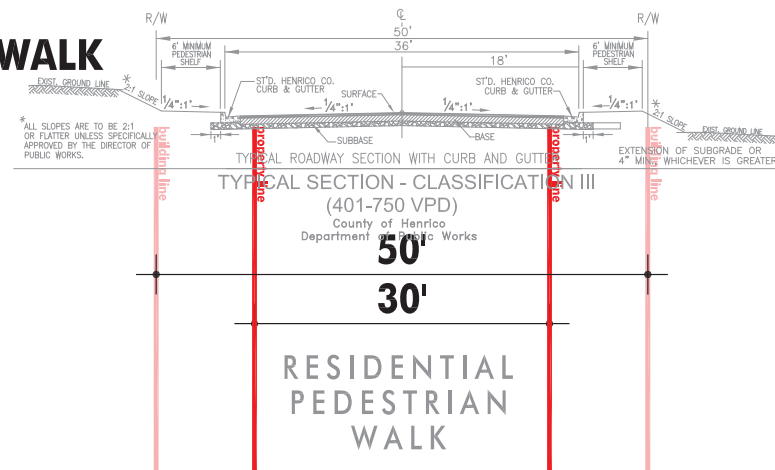 R/W
℄
R/W
50'
WALK
6' MINIMUM
PEDESTRIAN
SHELF
36'
6' MINIMUM
PEDESTRIAN
SHELF
18'
EXIST. GROUND LINE
*
2:1 SLOPE
ST'D. HENRICO CO.
CURB & GUTTER
SURFACE
ST'D. HENRICO CO.
CURB & GUTTER
1/4":1'
1/4":1'
1/4":1'
1/4":1'
*
2:1 SLOPE
*
ALL SLOPES ARE TO BE 2:1
OR FLATTER UNLESS SPECIFICALLY
APPROVED BY THE DIRECTOR OF
PUBLIC WORKS.
SUBBASE
BASE
EXIST. GROUND LINE
EXTENSION OF SUBGRADE OR
4" MIN., WHICHEVER IS GREATER
TYPICAL ROADWAY SECTION WITH CURB AND GUTTER
TYPICAL SECTION - CLASSIFICATION III
(401-750 VPD)
County of Henrico
Department of Public Works
building line
property line
property line
building line
50'
30'
RESIDENTIAL
PEDESTRIAN
WALK